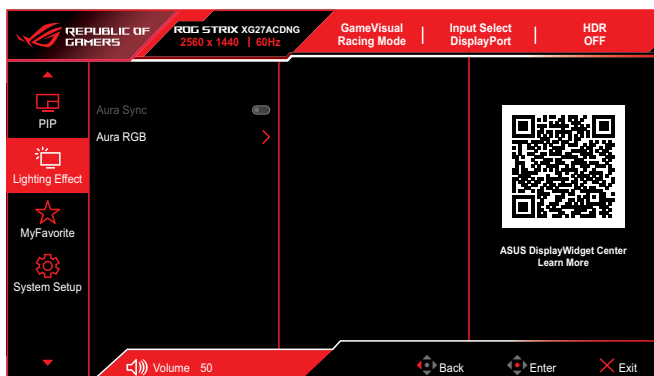 REPUBLIC OF
GAMERS
ROG STRIX XG27ACDNG
2560 x 1440 | 60Hz
GameVisual
Racing Mode
Input Select
DisplayPort
HDR
OFF
PIP
Lighting Effect
MyFavorite
System Setup
Aura Sync
Aura RGB
ASUS DisplayWidget Center
Learn More
Volume 50
Back
Enter
Exit